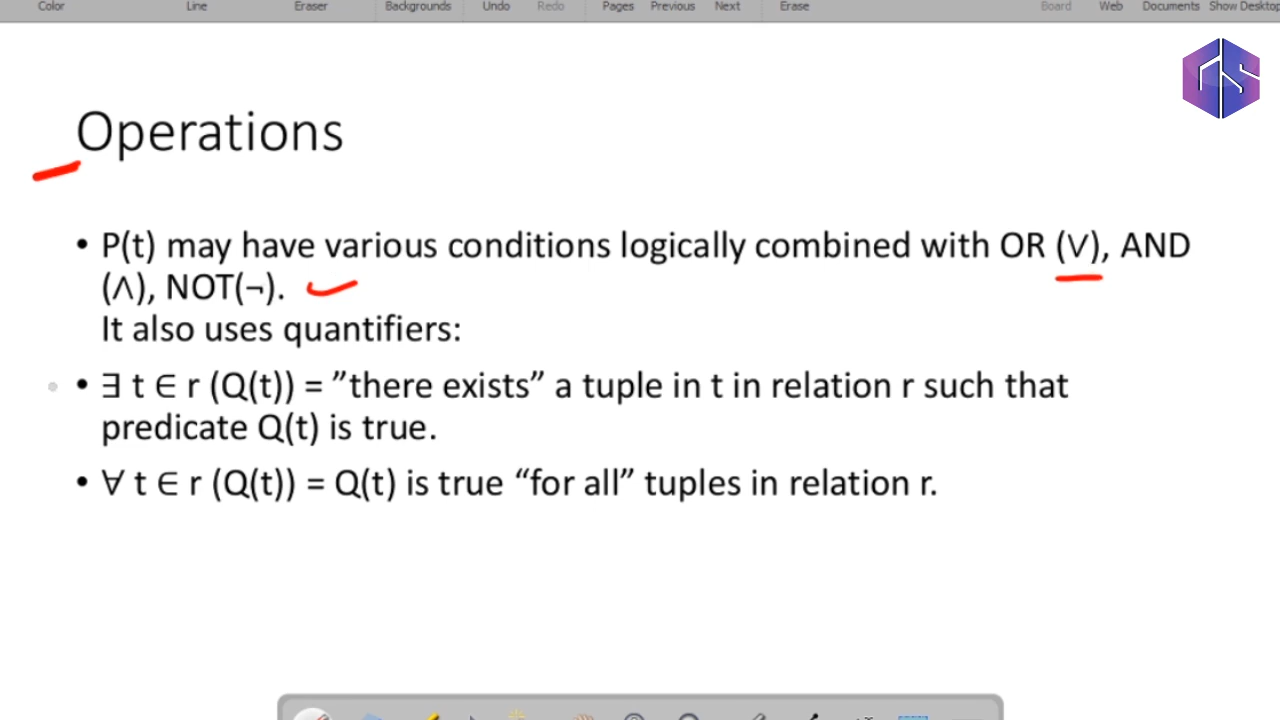 Color Line Eraser Backgrounds Undo Redo Pages Previous Next Erase Board Web Documents Show Desktop
Operations
• P(t) may have various conditions logically combined with OR (∨), AND
(∧), NOT(¬).
It also uses quantifiers:
• ∃ t ∈ r (Q(t)) = ”there exists” a tuple in t in relation r such that
predicate Q(t) is true.
• ∀ t ∈ r (Q(t)) = Q(t) is true “for all” tuples in relation r.